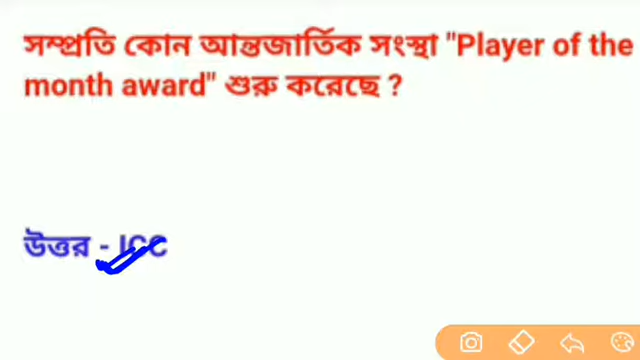 সম্প্রতি কোন আন্তজার্তিক সংস্থা "Player of the
month award" শুরু করেছে ?
উত্তর - ICC